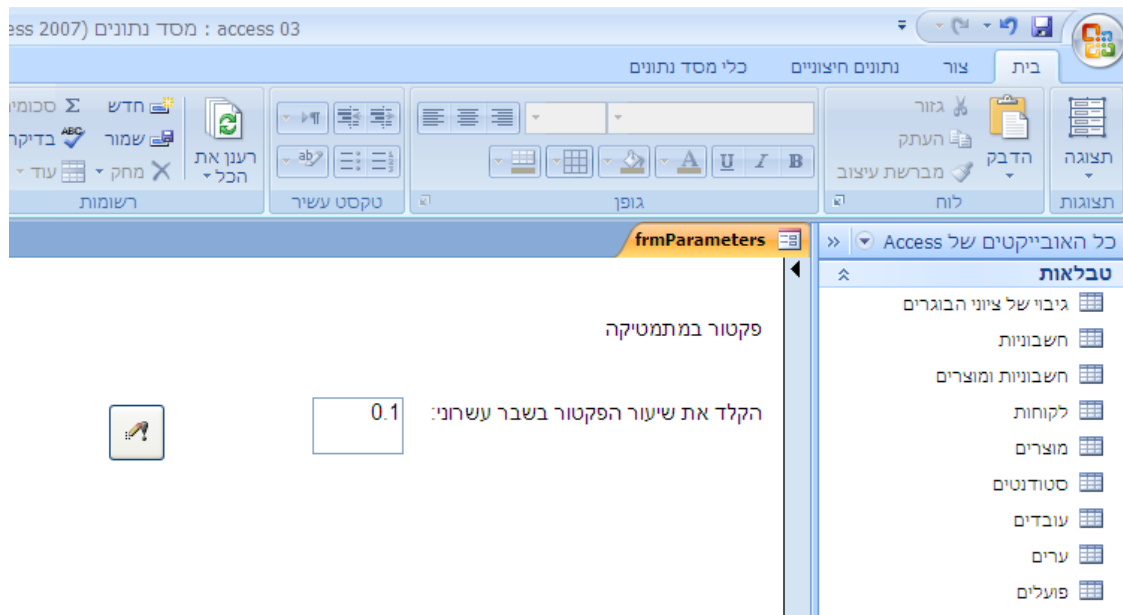 access 03 : מסד נתונים (ess 2007)
בית צור נתונים חיצוניים כלי מסד נתונים
תצוגה
תצוגות
הדבק
גזור
העתק
מברשת עיצוב
לוח
B I U A
גופן
ab
טקסט עשיר
רענן את
הכל
חדש
שמור
מחק
Σ
ABC
עוד
רשומות
כל האובייקטים של Access
טבלאות
גיבוי של ציוני הבוגרים
חשבוניות
חשבוניות ומוצרים
לקוחות
מוצרים
סטודנטים
עובדים
ערים
פועלים
frmParameters
פקטור במתמטיקה
הקלד את שיעור הפקטור בשבר עשרוני: 0.1